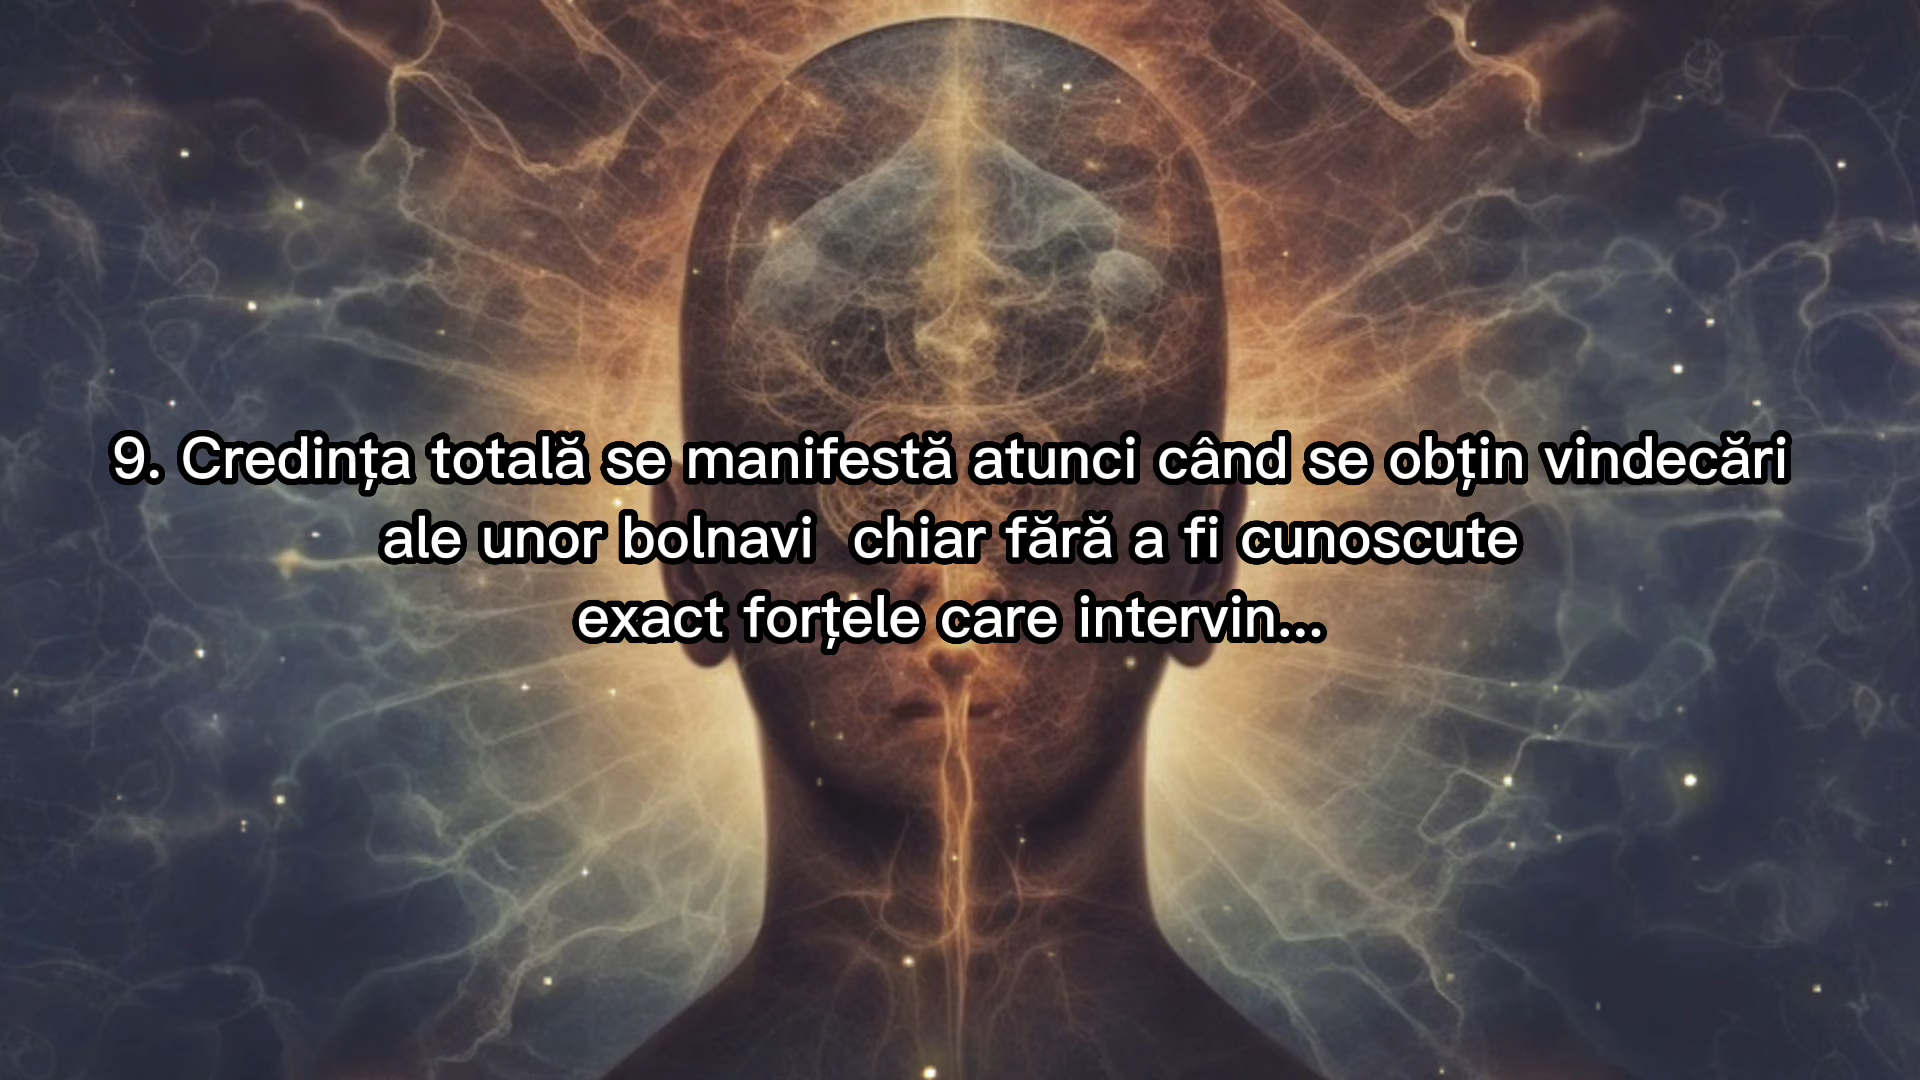 9. Credința totală se manifestă atunci când se obțin vindecări
ale unor bolnavi  chiar fără a fi cunoscute
exact forțele care intervin...